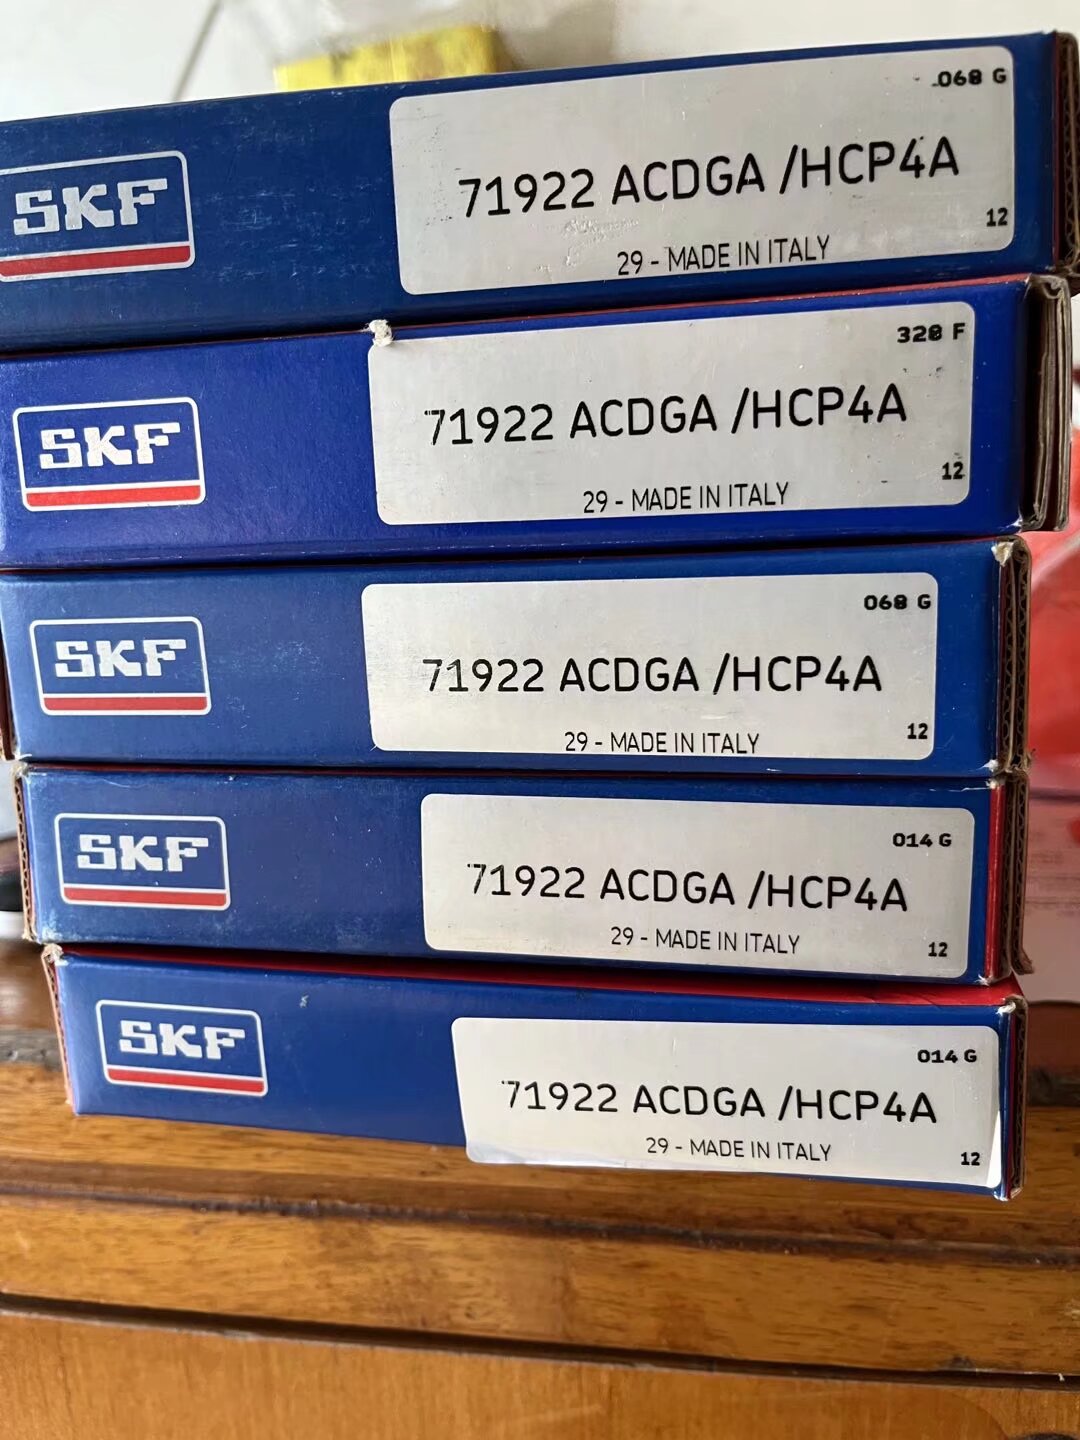 068 G
SKF
71922 ACDGA /HCP4A
12
29 - MADE IN ITALY
328 F
SKF
71922 ACDGA /HCP4A
12
29 - MADE IN ITALY
068 G
SKF
71922 ACDGA /HCP4A
12
29 - MADE IN ITALY
014 G
SKF
71922 ACDGA /HCP4A
29 - MADE IN ITALY
12
014 G
SKF
71922 ACDGA /HCP4A
29 - MADE IN ITALY
12